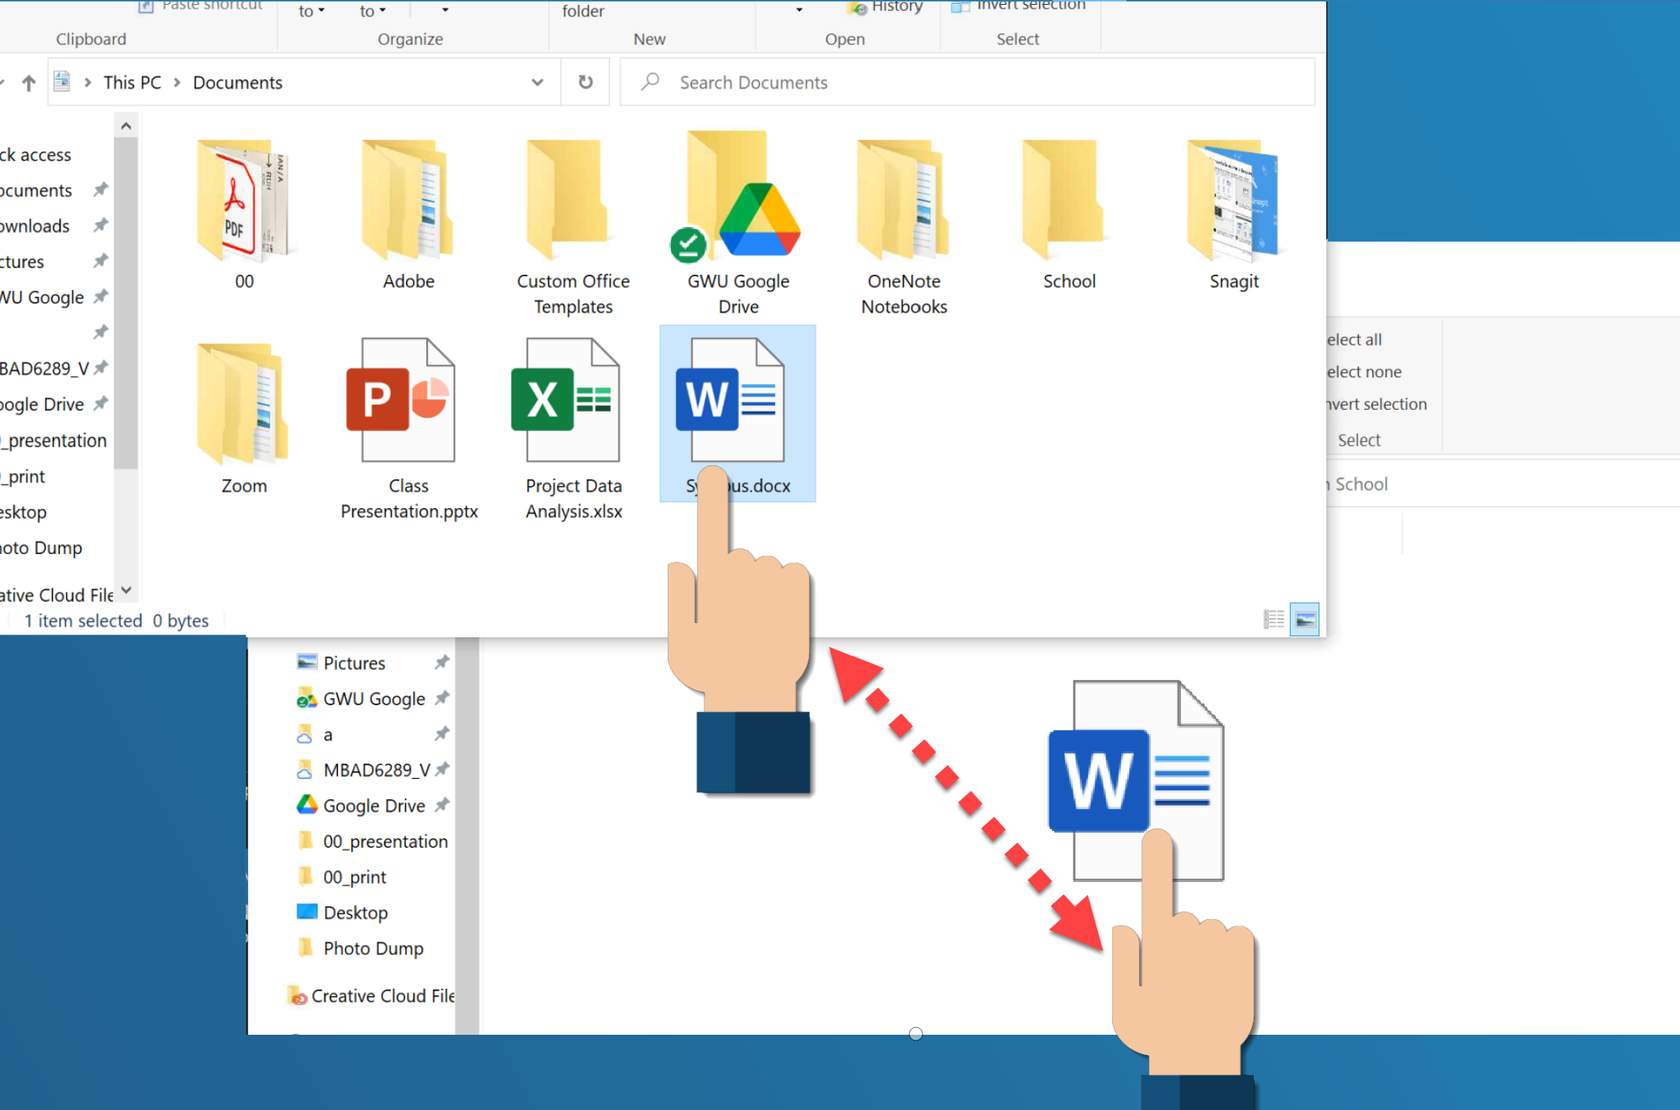 Paste shortcut
to
to
folder
History
Invert selection
Clipboard
Organize
New
Open
Select
This PC
Documents
Search Documents
ck access
ocuments
ownloads
ctures
WU Google
BAD6289_V
oogle Drive
_presentation
_print
esktop
oto Dump
ative Cloud File
00
Adobe
Custom Office
Templates
GWU Google
Drive
OneNote
Notebooks
School
Snagit
PDF
Zoom
P
Class
Presentation.pptx
X
Project Data
Analysis.xlsx
W
1 item selected 0 bytes
elect all
elect none
nvert selection
Select
School
Pictures
GWU Google
a
MBAD6289_V
Google Drive
00_presentation
00_print
Desktop
Photo Dump
Creative Cloud File
W